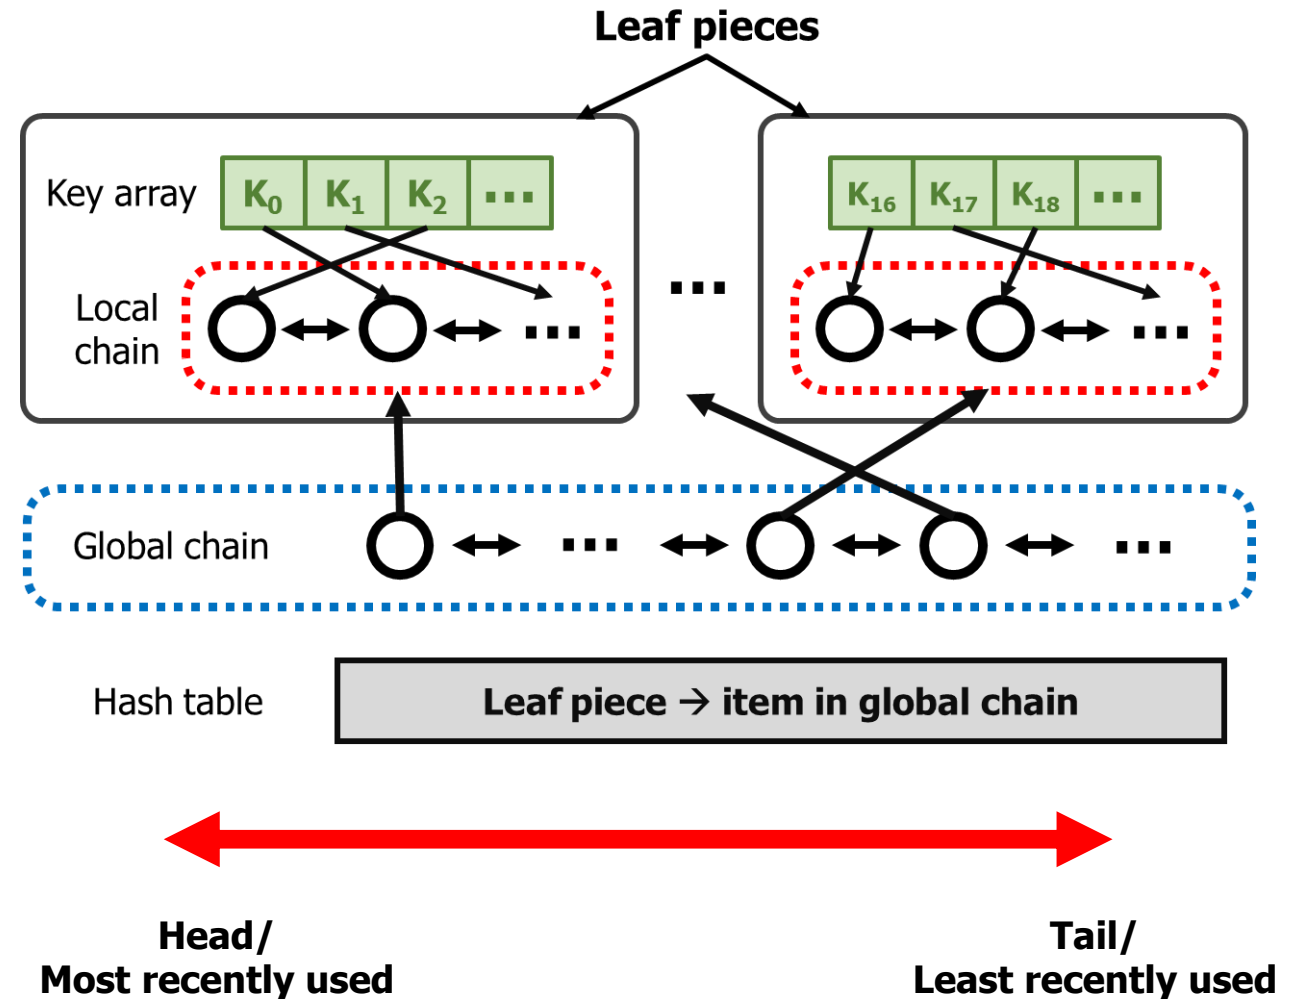 Leaf pieces
Key array
K0 K1 K2 ...
K16 K17 K18 ...
Local
chain
...
...
...
Global chain
... ...
Hash table
Leaf piece → item in global chain
Head/
Most recently used
Tail/
Least recently used